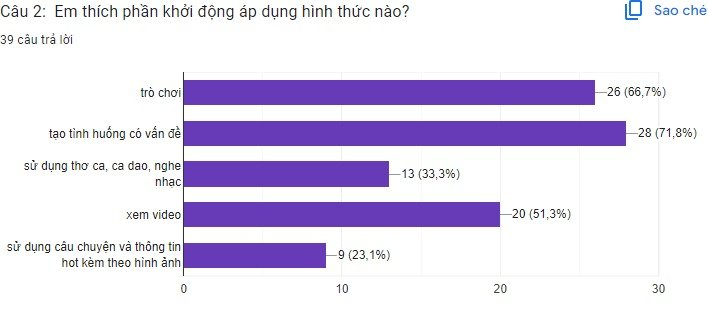 Câu 2:  Em thích phần khởi động áp dụng hình thức nào?
Sao ché
39 câu trả lời
trò chơi
26 (66,7%)
tạo tình huống có vấn đề
28 (71,8%)
sử dụng thơ ca, ca dao, nghe
nhạc
13 (33,3%)
xem video
20 (51,3%)
sử dụng câu chuyện và thông tin
hot kèm theo hình ảnh
9 (23,1%)
0
10
20
30